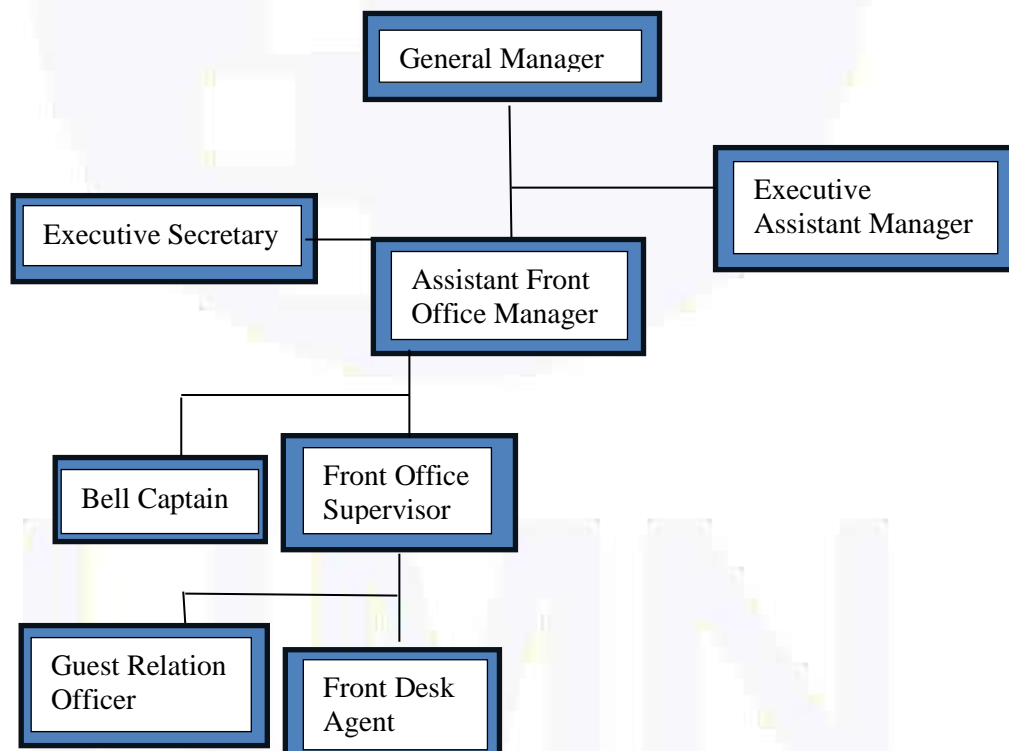 General Manager
Executive
Assistant Manager
Executive Secretary
Assistant Front
Office Manager
Bell Captain
Front Office
Supervisor
Guest Relation
Officer
Front Desk
Agent